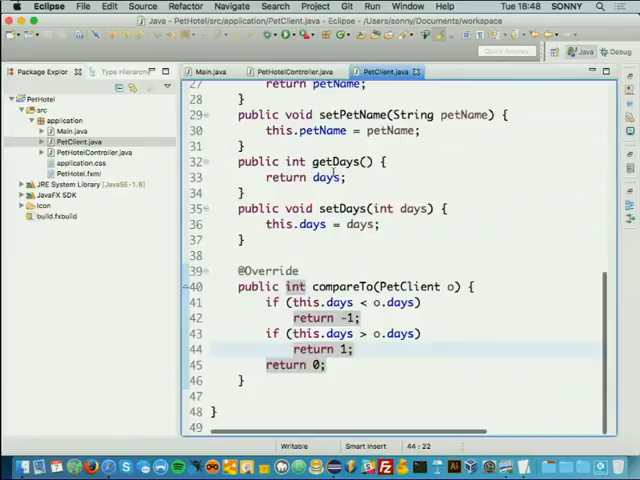 Eclipse File Edit Source Refactor Navigate Search Project Git Run Window Tue 18:48 SONNY
Java – PetHotel/src/application/PetClient.java – Eclipse – /Users/sonny/Documents/workspace
Quick Access
Java
Debug
Package Explor
Type Hierarchy
Main.java
PetHotelController.java
PetClient.java
PetHotel
src
application
Main.java
PetClient.java
PetHotelController.java
application.css
PetHotel.fxml
JRE System Library [JavaSE-1.8]
JavaFX SDK
Icon
build.fxbuild
27 return petName;
28 }
29 public void setPetName(String petName) {
30 this.petName = petName;
31 }
32 public int getDays() {
33 return days;
34 }
35 public void setDays(int days) {
36 this.days = days;
37 }
38
39 @Override
40 public int compareTo(PetClient o) {
41 if (this.days < o.days)
42 return -1;
43 if (this.days > o.days)
44 return 1;
45 return 0;
46 }
47
48 }
49
Writable Smart Insert 44 : 22